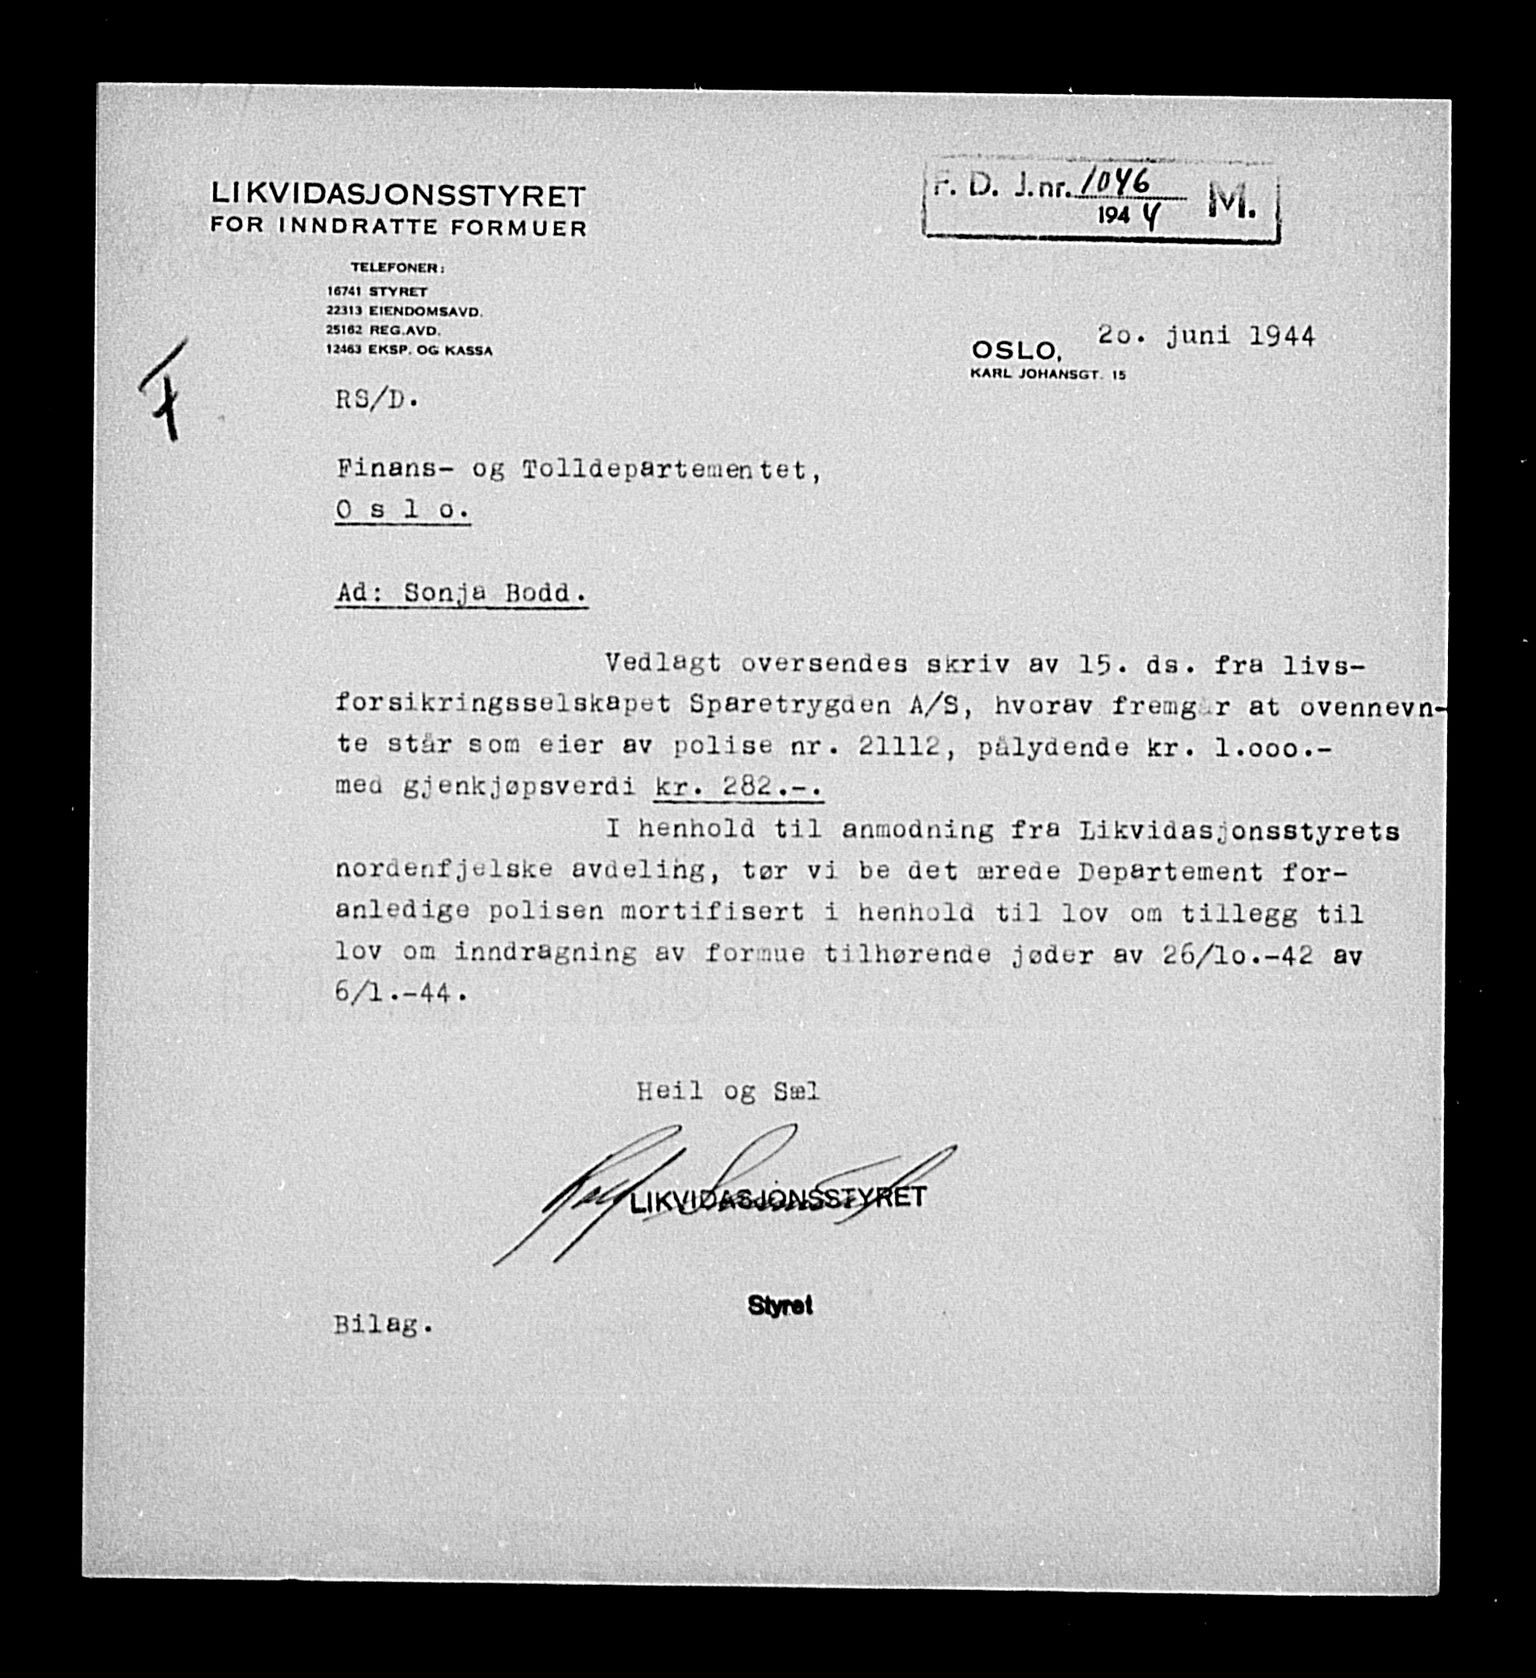 LIKVIDASJONSSTYRET
FOR INNDRATTE FORMUER
F. D. J.nr. 1046 M.
1944
TELEFONER:
16741 STYRET
22313 EIENDOMSAVD.
25162 REG.AVD.
12463 EKSP. OG KASSA
OSLO, 2o. juni 1944
KARL JOHANSGT. 15
RS/D.
Finans- og Tolldepartementet,
O s l o.
Ad: Sonja Bodd.
Vedlagt oversendes skriv av 15. ds. fra livs-
forsikringsselskapet Sparetrygden A/S, hvorav fremgår at ovennevn-
te står som eier av polise nr. 21112, pålydende kr. 1.ooo.-
med gjenkjøpsverdi kr. 282.-.
I henhold til anmodning fra Likvidasjonsstyrets
nordenfjelske avdeling, tør vi be det ærede Departement for-
anledige polisen mortifisert i henhold til lov om tillegg til
lov om inndragning av formue tilhørende jøder av 26/1o.-42 av
6/1.-44.
Heil og Sæl
LIKVIDASJONSSTYRET
Styret
Bilag.